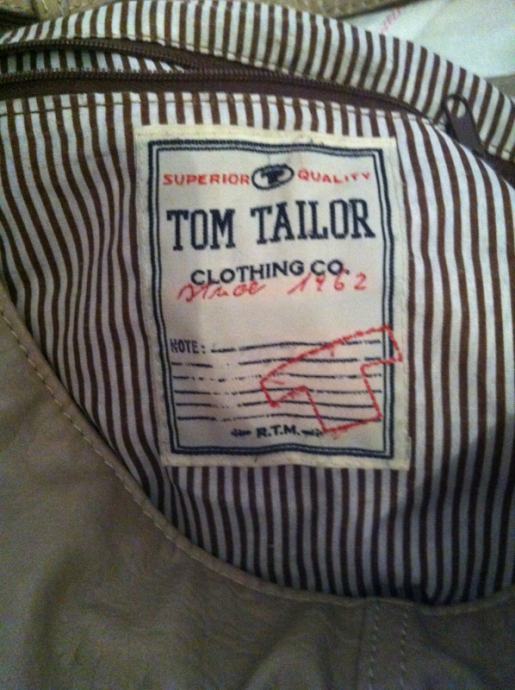 SUPERIOR T QUALITY
TOM TAILOR
CLOTHING CO.
since 1962
NOTE:
R.T.M.